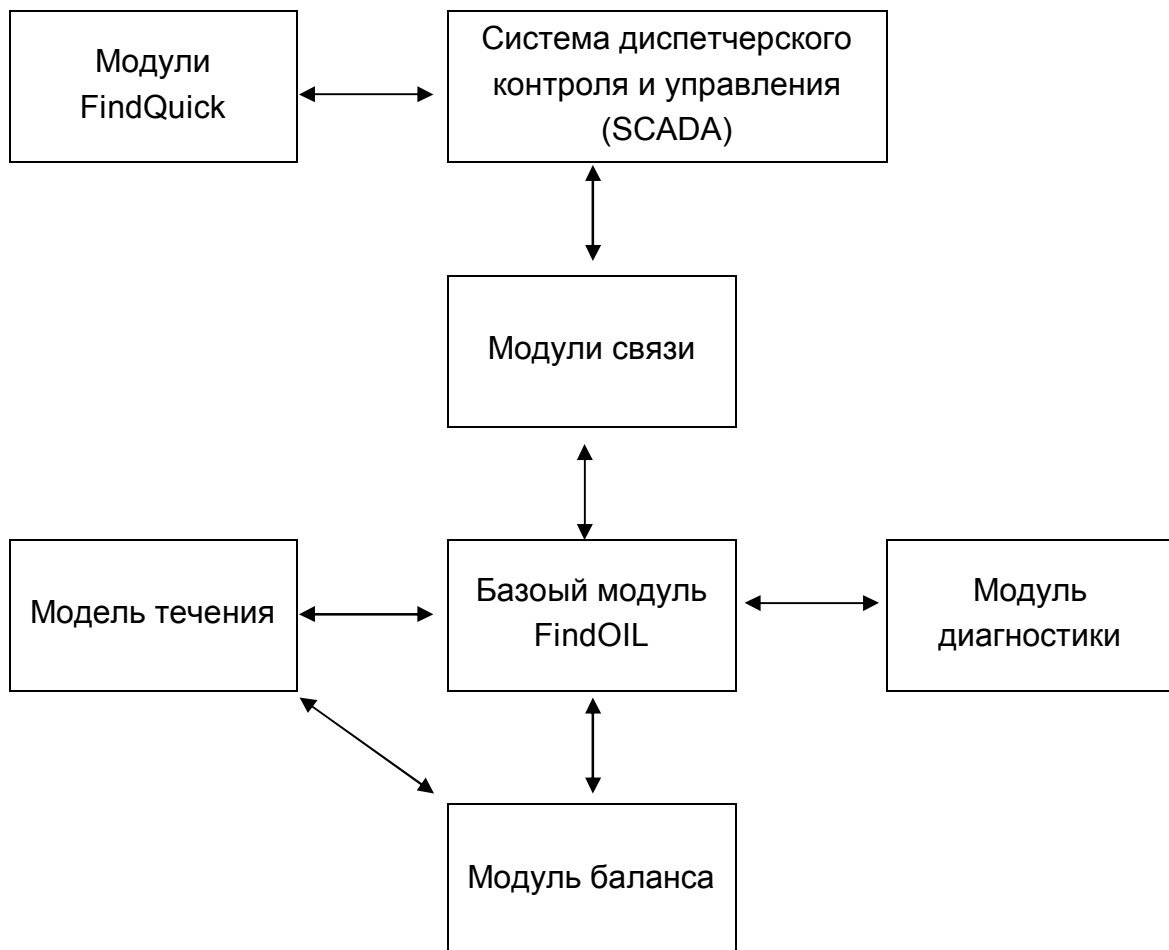 Модули
FindQuick
Система диспетчерского
контроля и управления
(SCADA)
Модули связи
Модель течения
Базоый модуль
FindOIL
Модуль
диагностики
Модуль баланса